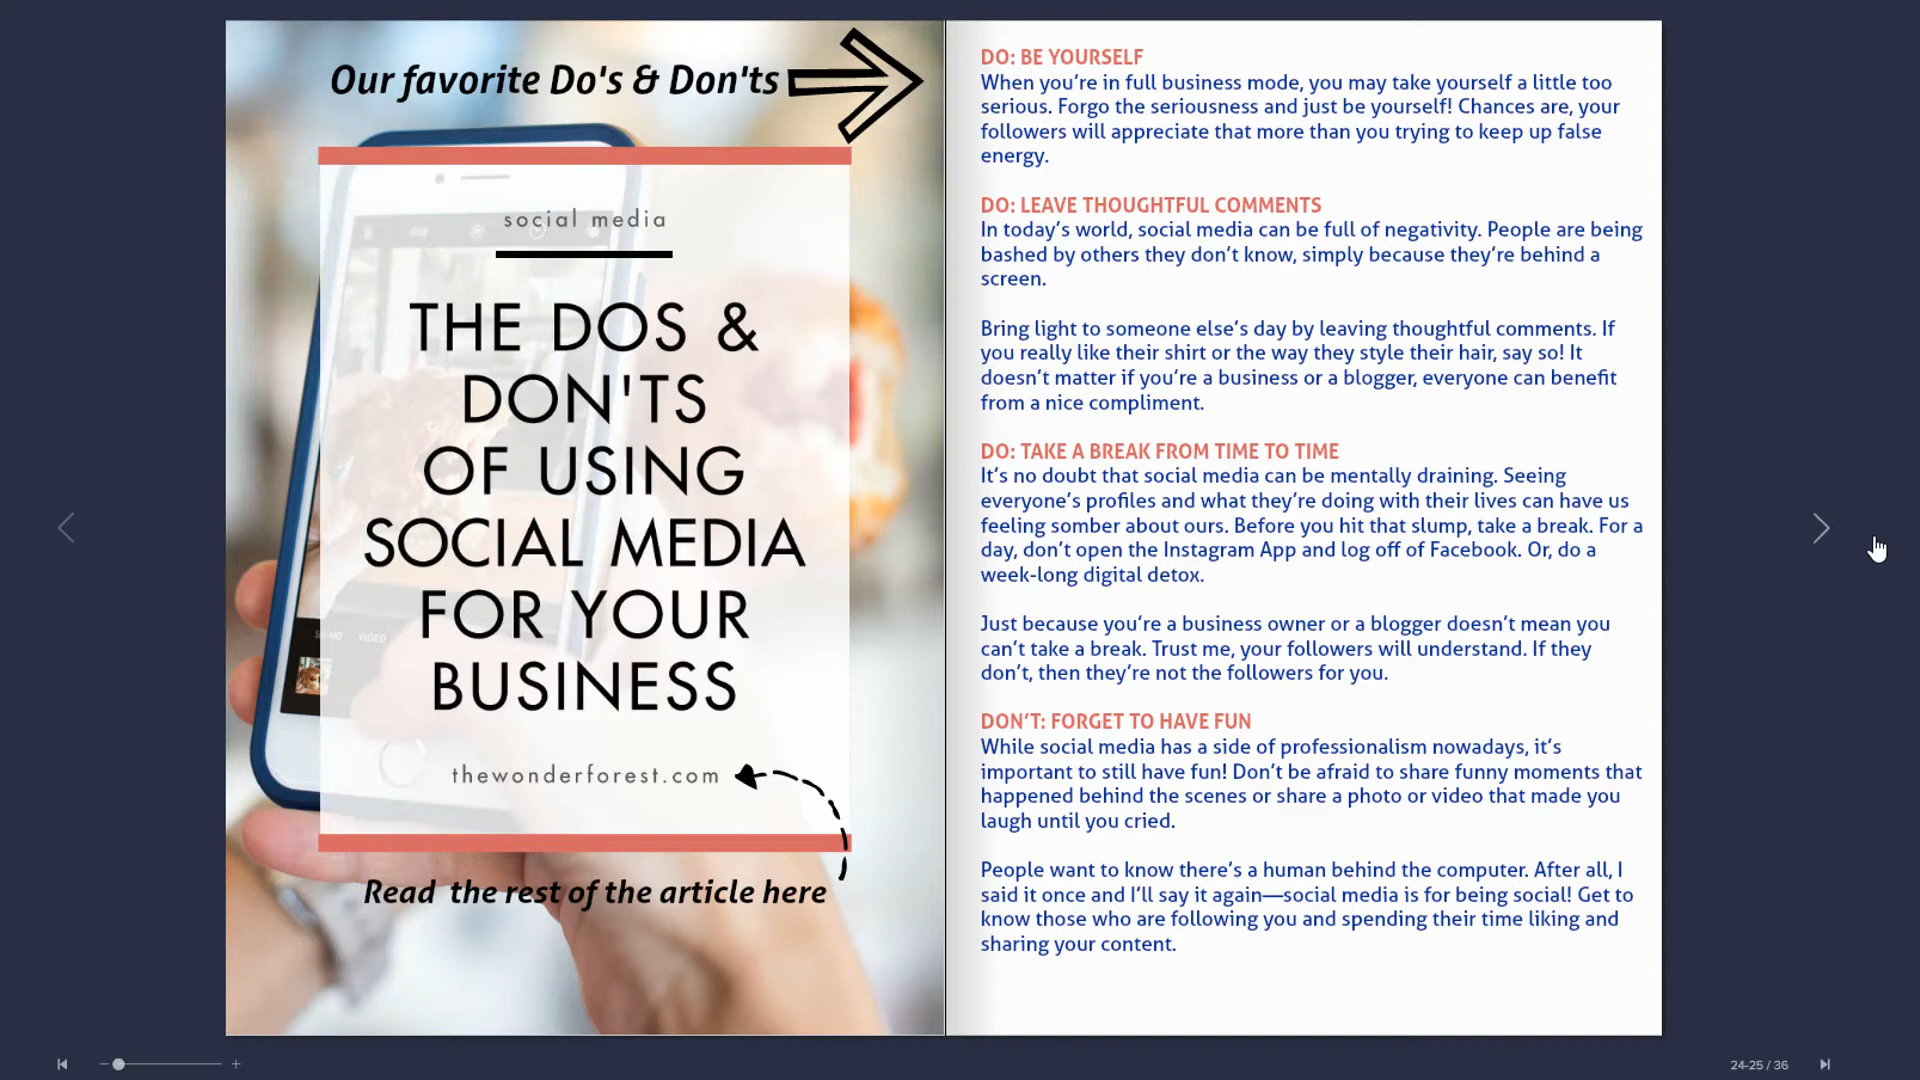 Our favorite Do's & Don'ts
social media
THE DOS &
DON'TS
OF USING
SOCIAL MEDIA
FOR YOUR
BUSINESS
thewonderforest.com
Read the rest of the article here
VIDEO
DO: BE YOURSELF
When you’re in full business mode, you may take yourself a little too
serious. Forgo the seriousness and just be yourself! Chances are, your
followers will appreciate that more than you trying to keep up false
energy.
DO: LEAVE THOUGHTFUL COMMENTS
In today’s world, social media can be full of negativity. People are being
bashed by others they don’t know, simply because they’re behind a
screen.
Bring light to someone else’s day by leaving thoughtful comments. If
you really like their shirt or the way they style their hair, say so! It
doesn’t matter if you’re a business or a blogger, everyone can benefit
from a nice compliment.
DO: TAKE A BREAK FROM TIME TO TIME
It’s no doubt that social media can be mentally draining. Seeing
everyone’s profiles and what they’re doing with their lives can have us
feeling somber about ours. Before you hit that slump, take a break. For a
day, don’t open the Instagram App and log off of Facebook. Or, do a
week-long digital detox.
Just because you’re a business owner or a blogger doesn’t mean you
can’t take a break. Trust me, your followers will understand. If they
don’t, then they’re not the followers for you.
DON’T: FORGET TO HAVE FUN
While social media has a side of professionalism nowadays, it’s
important to still have fun! Don’t be afraid to share funny moments that
happened behind the scenes or share a photo or video that made you
laugh until you cried.
People want to know there’s a human behind the computer. After all, I
said it once and I’ll say it again—social media is for being social! Get to
know those who are following you and spending their time liking and
sharing your content.
24-25 / 36